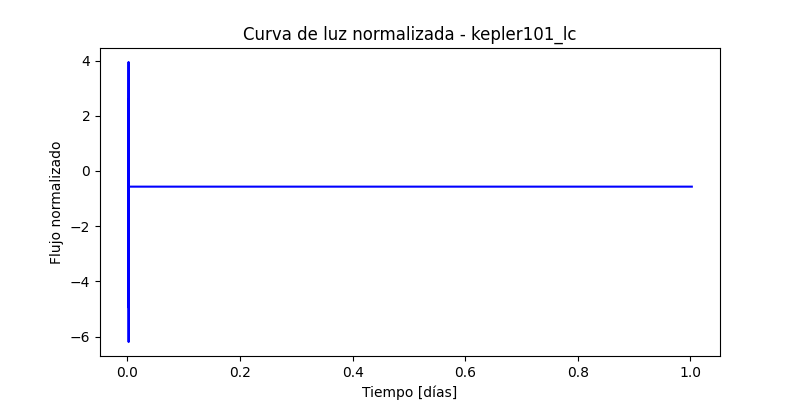 Curva de luz normalizada - kepler101_lc
4
2
0
−2
−4
−6
Flujo normalizado
0.0 0.2 0.4 0.6 0.8 1.0
Tiempo [días]